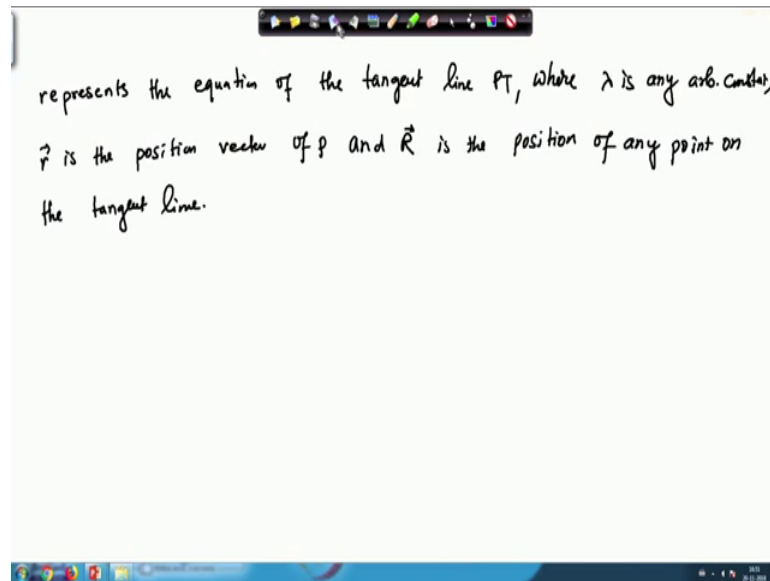 represents the equation of the tangent line PT, where λ is any arb. constat,
r⃗ is the position vector of P and R⃗ is the position of any point on
the tangent line.